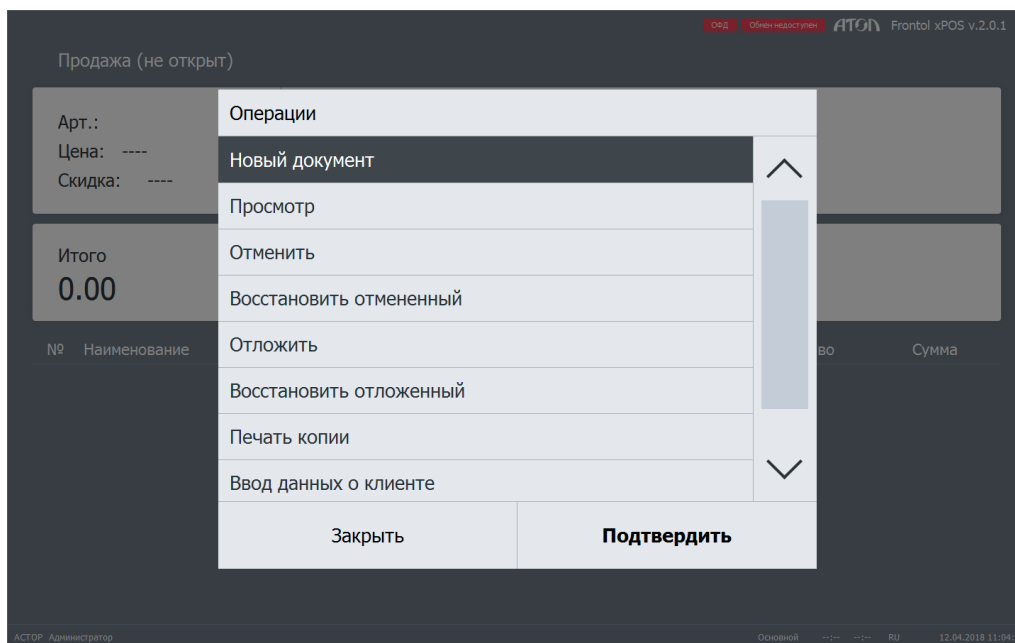 ОФД Обмен недоступен АТОЛ Frontol xPOS v.2.0.1
Продажа (не открыт)
Арт.:
Цена: ----
Скидка: ----
Итого
0.00
№ Наименование во Сумма
Операции
Новый документ
Просмотр
Отменить
Восстановить отмененный
Отложить
Восстановить отложенный
Печать копии
Ввод данных о клиенте
Закрыть Подтвердить
АСТОР Администратор Основной --:-- --:-- RU 12.04.2018 11:04: